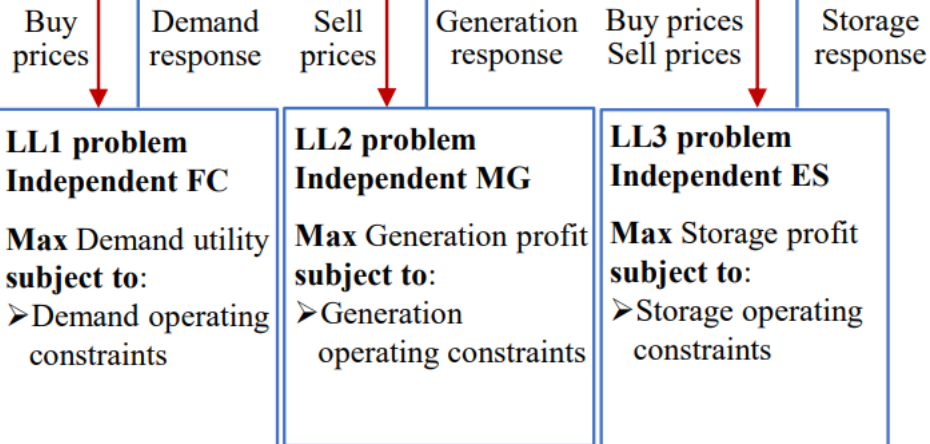 Buy
prices
Demand
response
Sell
prices
Generation
response
Buy prices
Sell prices
Storage
response
LL1 problem
Independent FC
Max Demand utility
subject to:
➢Demand operating
constraints
LL2 problem
Independent MG
Max Generation profit
subject to:
➢Generation
operating constraints
LL3 problem
Independent ES
Max Storage profit
subject to:
➢Storage operating
constraints